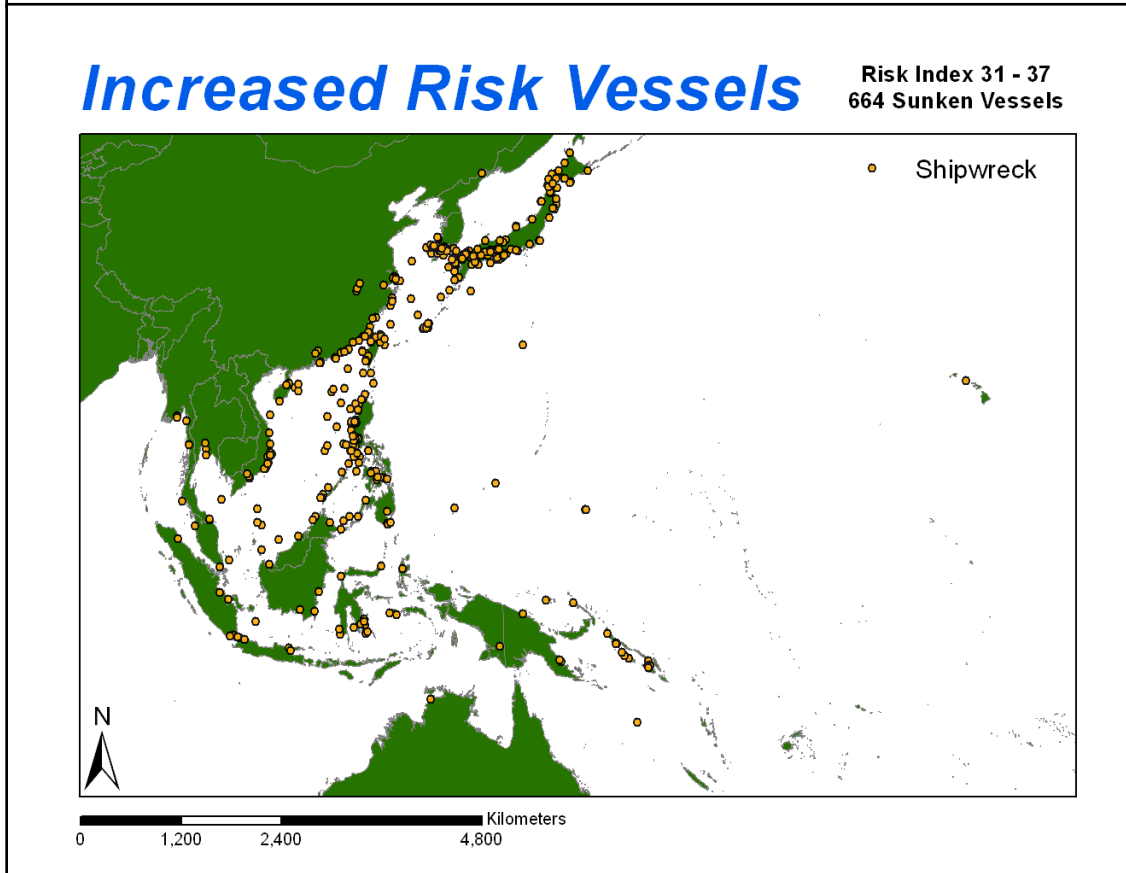 Increased Risk Vessels
Risk Index 31 - 37
664 Sunken Vessels
Shipwreck
N
Kilometers
0 1,200 2,400 4,800